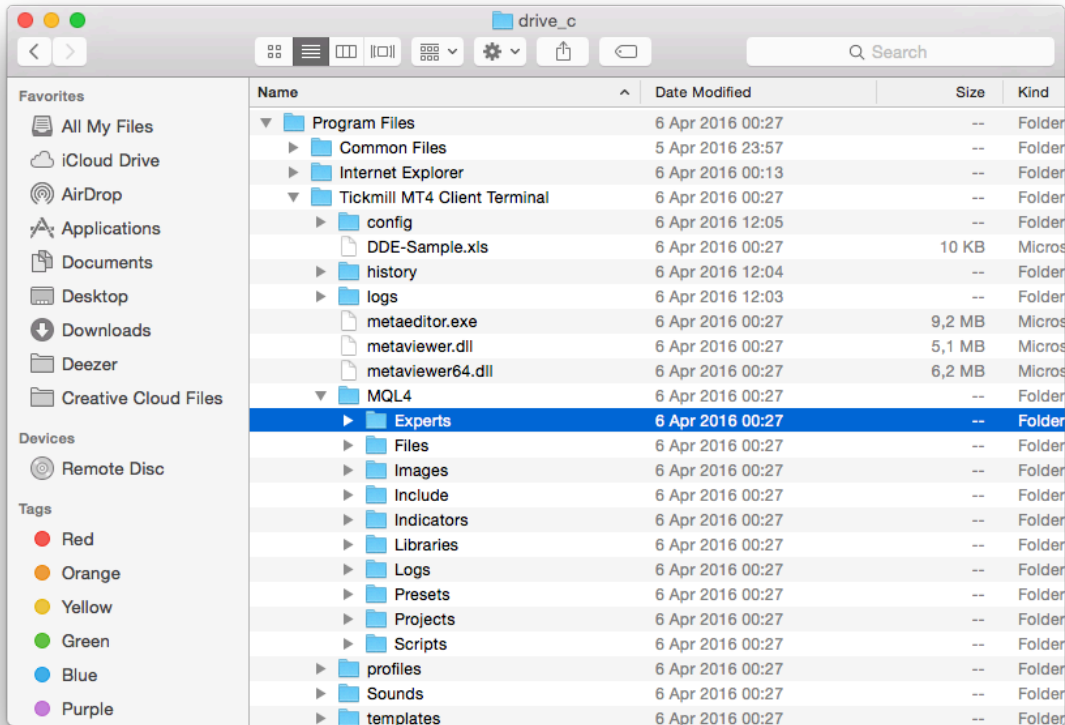 drive_c
Search
Favorites
All My Files
iCloud Drive
AirDrop
Applications
Documents
Desktop
Downloads
Deezer
Creative Cloud Files
Devices
Remote Disc
Tags
Red
Orange
Yellow
Green
Blue
Purple
Name Date Modified Size Kind
Program Files 6 Apr 2016 00:27 -- Folder
Common Files 5 Apr 2016 23:57 -- Folder
Internet Explorer 6 Apr 2016 00:13 -- Folder
Tickmill MT4 Client Terminal 6 Apr 2016 00:27 -- Folder
config 6 Apr 2016 12:05 -- Folder
DDE-Sample.xls 6 Apr 2016 00:27 10 KB Micros
history 6 Apr 2016 12:04 -- Folder
logs 6 Apr 2016 12:03 -- Folder
metaeditor.exe 6 Apr 2016 00:27 9,2 MB Micros
metaviewer.dll 6 Apr 2016 00:27 5,1 MB Micros
metaviewer64.dll 6 Apr 2016 00:27 6,2 MB Micros
MQL4 6 Apr 2016 00:27 -- Folder
Experts 6 Apr 2016 00:27 -- Folder
Files 6 Apr 2016 00:27 -- Folder
Images 6 Apr 2016 00:27 -- Folder
Include 6 Apr 2016 00:27 -- Folder
Indicators 6 Apr 2016 00:27 -- Folder
Libraries 6 Apr 2016 00:27 -- Folder
Logs 6 Apr 2016 00:27 -- Folder
Presets 6 Apr 2016 00:27 -- Folder
Projects 6 Apr 2016 00:27 -- Folder
Scripts 6 Apr 2016 00:27 -- Folder
profiles 6 Apr 2016 00:27 -- Folder
Sounds 6 Apr 2016 00:27 -- Folder
templates 6 Apr 2016 00:27 -- Folder